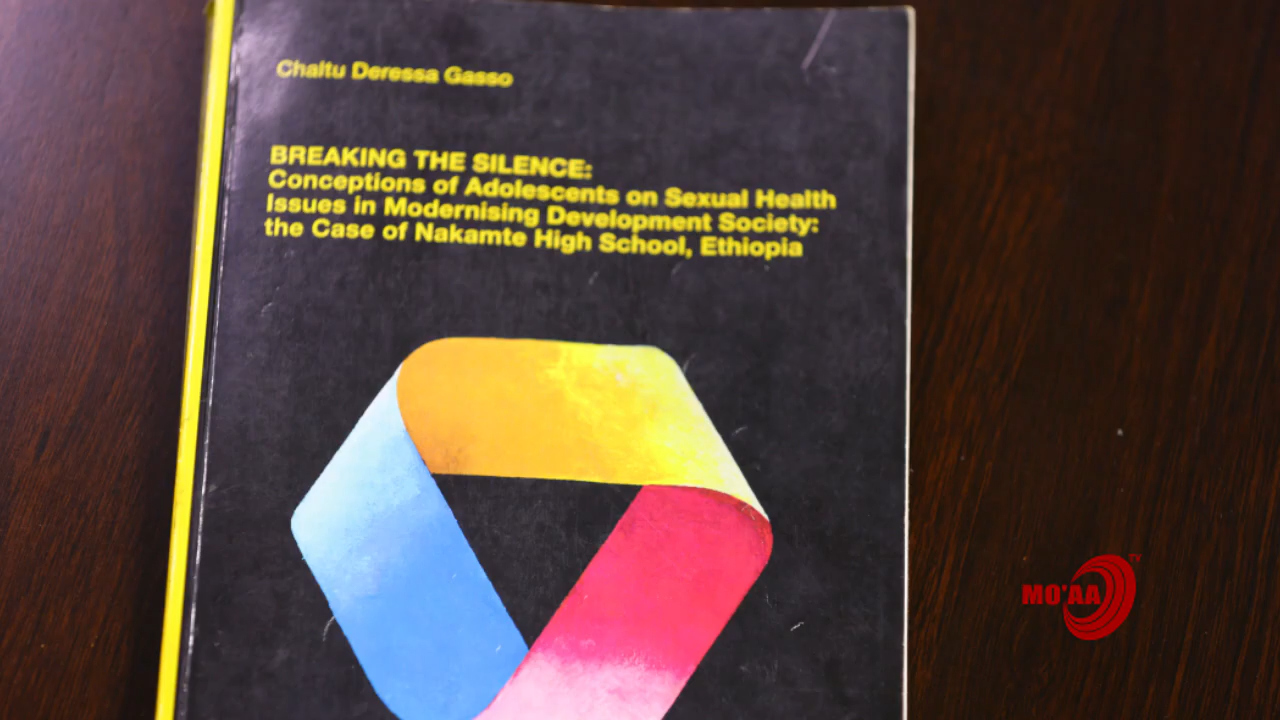 Chaltu Deressa Gasso
BREAKING THE SILENCE:
Conceptions of Adolescents on Sexual Health
Issues in Modernising Development Society:
the Case of Nakamte High School, Ethiopia
MO'AA TV